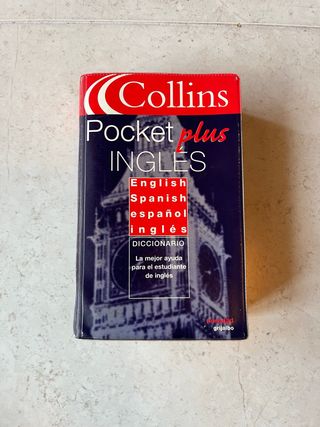 Collins
Pocket plus
INGLÉS
English
Spanish
español
inglés
DICCIONARIO
La mejor ayuda
para el estudiante
de inglés
grijalbo